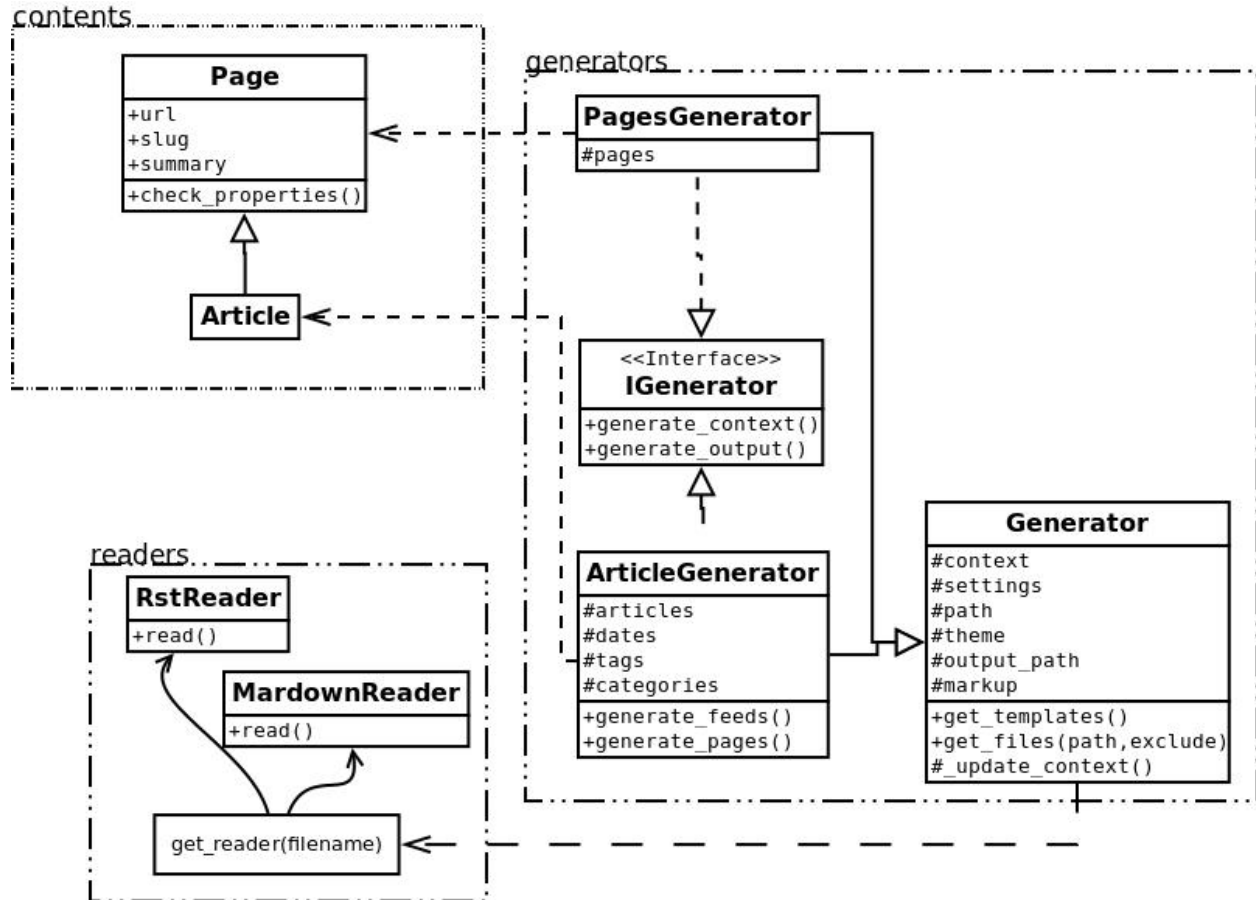 contents
Page
+url
+slug
+summary
+check_properties()
Article
generators
PagesGenerator
#pages
<<Interface>>
IGenerator
+generate_context()
+generate_output()
ArticleGenerator
#articles
#dates
#tags
#categories
+generate_feeds()
+generate_pages()
Generator
#context
#settings
#path
#theme
#output_path
#markup
+get_templates()
+get_files(path,exclude)
#_update_context()
readers
RstReader
+read()
MardownReader
+read()
get_reader(filename)